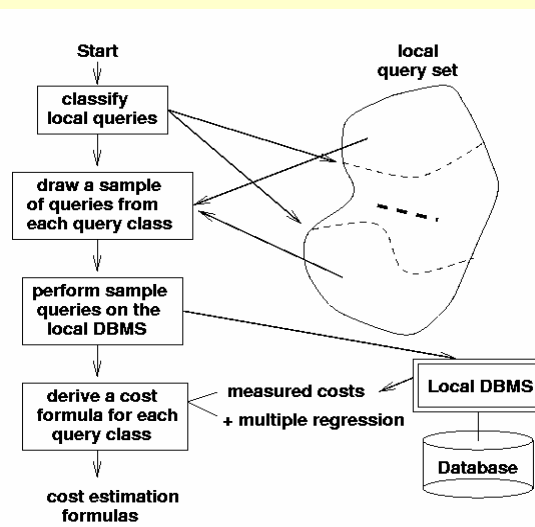 Start
local
query set
classify
local queries
draw a sample
of queries from
each query class
perform sample
queries on the
local DBMS
derive a cost
formula for each
query class
measured costs
+ multiple regression
Local DBMS
Database
cost estimation
formulas